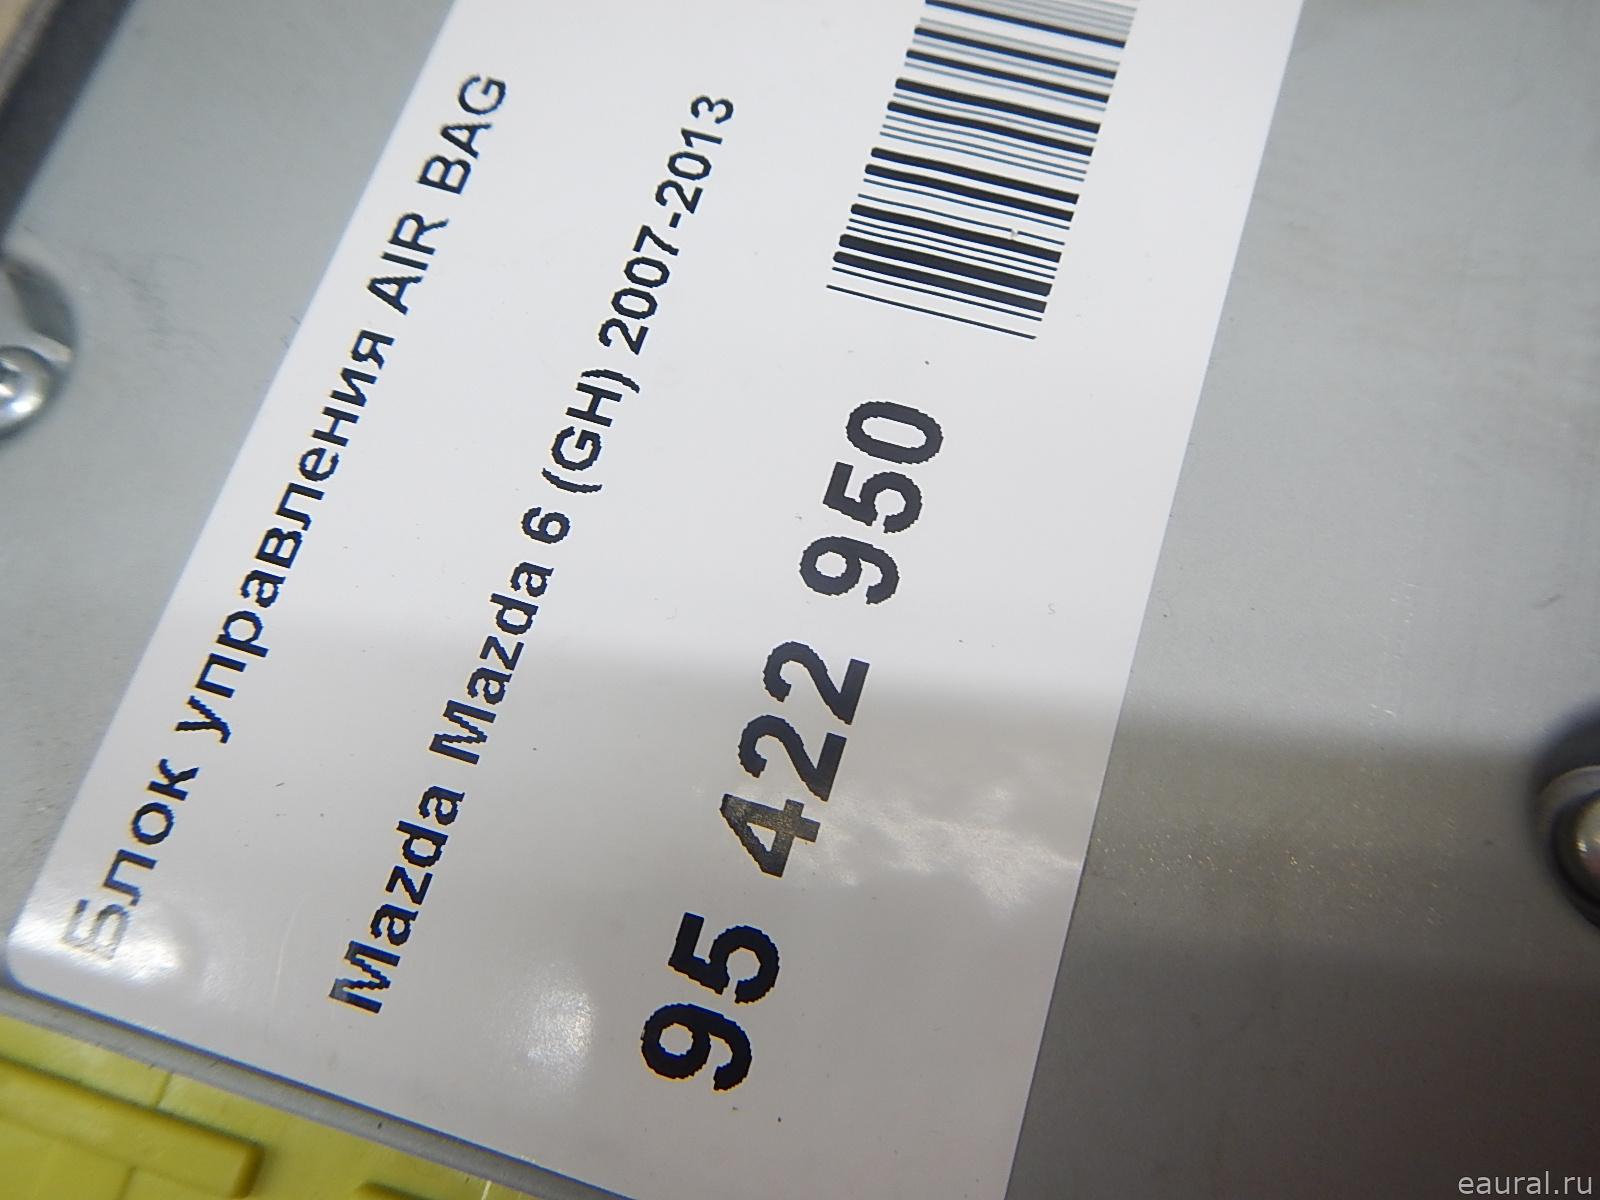 Блок управления AIR BAG
Mazda Mazda 6 (GH) 2007-2013
95 422 950
eaural.ru